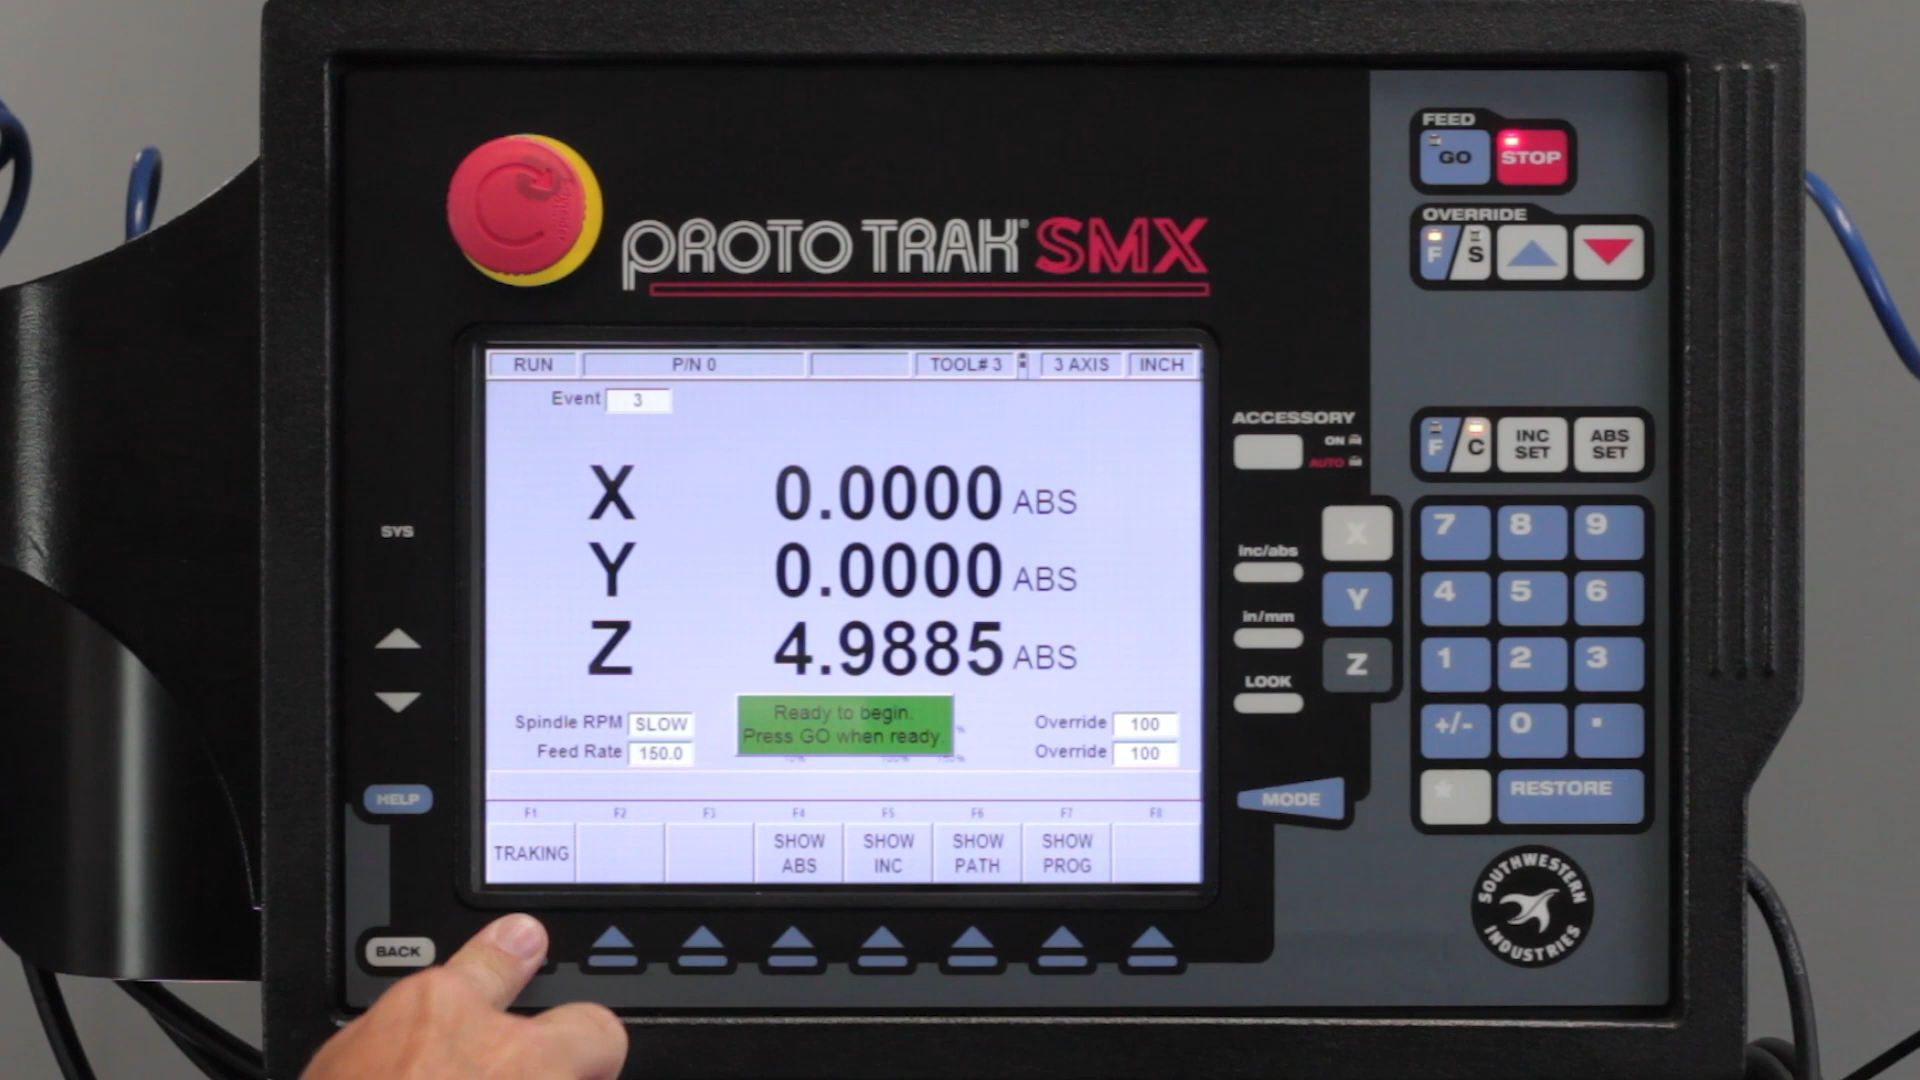 PROTO TRAK® SMX
RUN
P/N 0
TOOL# 3
3 AXIS
INCH
Event 3
X 0.0000 ABS
Y 0.0000 ABS
Z 4.9885 ABS
Spindle RPM SLOW
Feed Rate 150.0
Ready to begin.
Press GO when ready.
Override 100
Override 100
F1 F2 F3 F4 F5 F6 F7 F8
TRAKING
SHOW ABS
SHOW INC
SHOW PATH
SHOW PROG
SYS
HELP
BACK
FEED
GO STOP
OVERRIDE
F S
ACCESSORY
ON
AUTO
F C
INC SET
ABS SET
inc/abs
in/mm
LOOK
MODE
X
Y
Z
7 8 9
4 5 6
1 2 3
+/- 0 .
* RESTORE
SOUTHWESTERN
INDUSTRIES